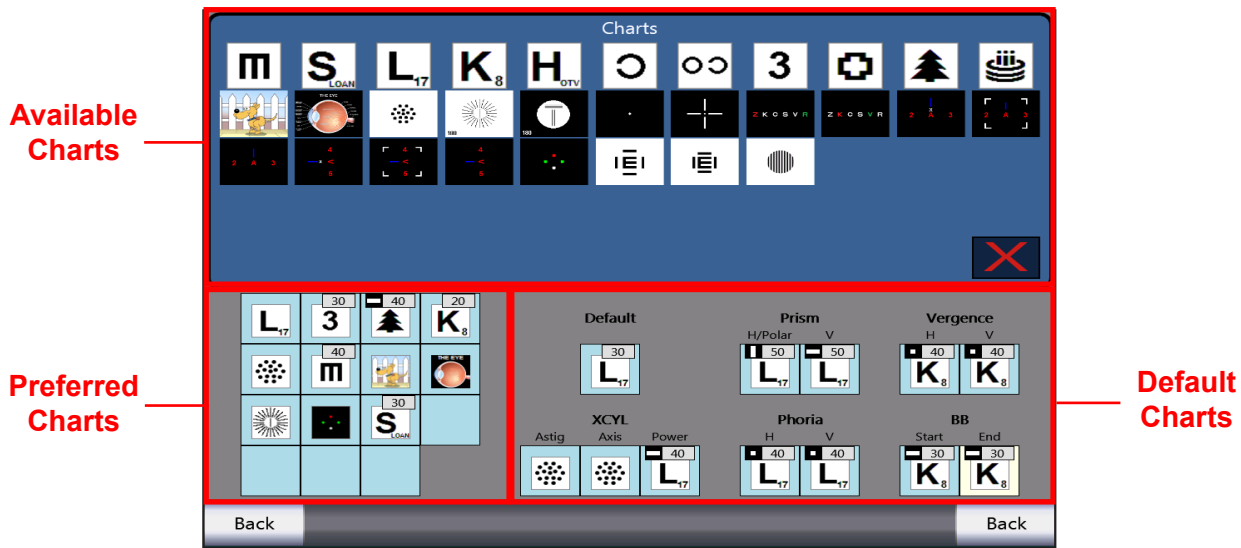 Charts
Available
Charts
m S LOAN L 17 K 8 H OTV 3
THE EYE 180 180 T Z K C S V R Z K C S V R 2 X A 3 2 A 3
2 A 3 4 X A 5 4 A 5 4 A 5 E E
Preferred
Charts
30 40 20
L 17 3 K 8
40 THE EYE
m
30
S LOAN
Default Prism Vergence
H/Polar V H V
30 50 50 40 40
L 17 L 17 L 17 K 8 K 8
XCYL Phoria BB
Astig Axis Power H V Start End
40 40 40 30 30
L 17 L 17 L 17 K 8 K 8
Default
Charts
Back Back